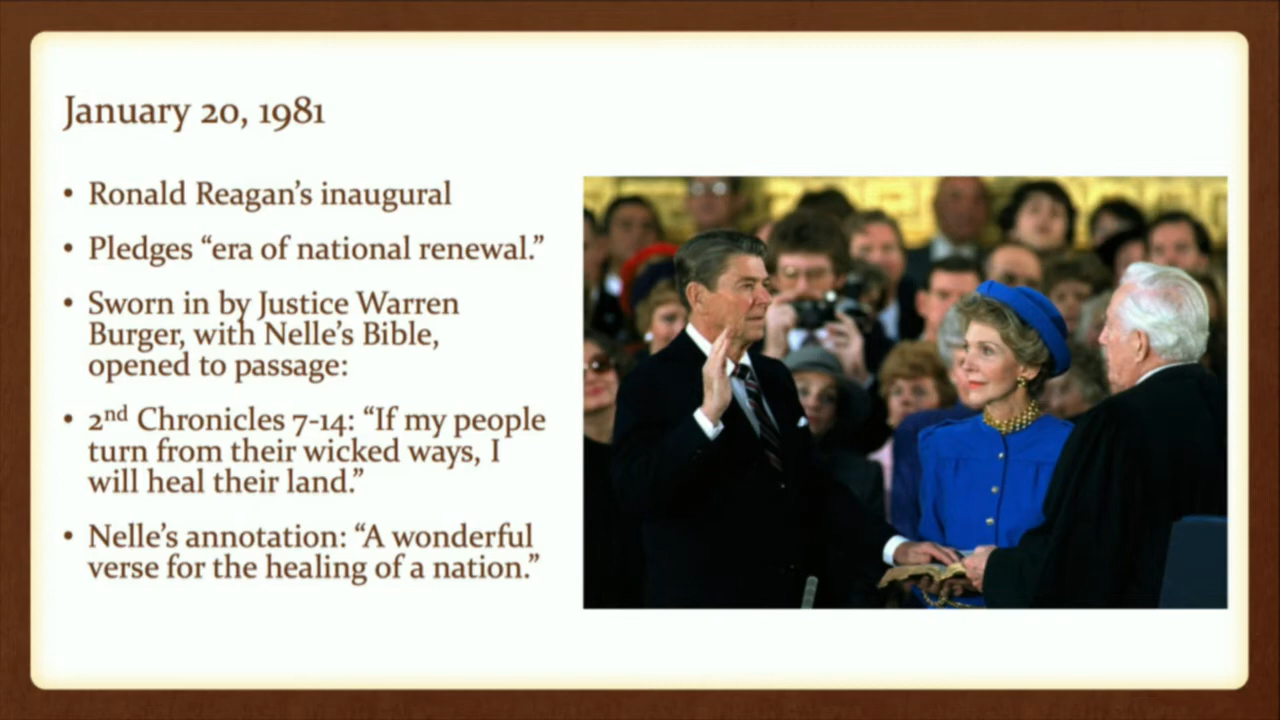 January 20, 1981
• Ronald Reagan’s inaugural
• Pledges “era of national renewal.”
• Sworn in by Justice Warren
Burger, with Nelle’s Bible,
opened to passage:
• 2nd Chronicles 7-14: “If my people
turn from their wicked ways, I
will heal their land.”
• Nelle’s annotation: “A wonderful
verse for the healing of a nation.”